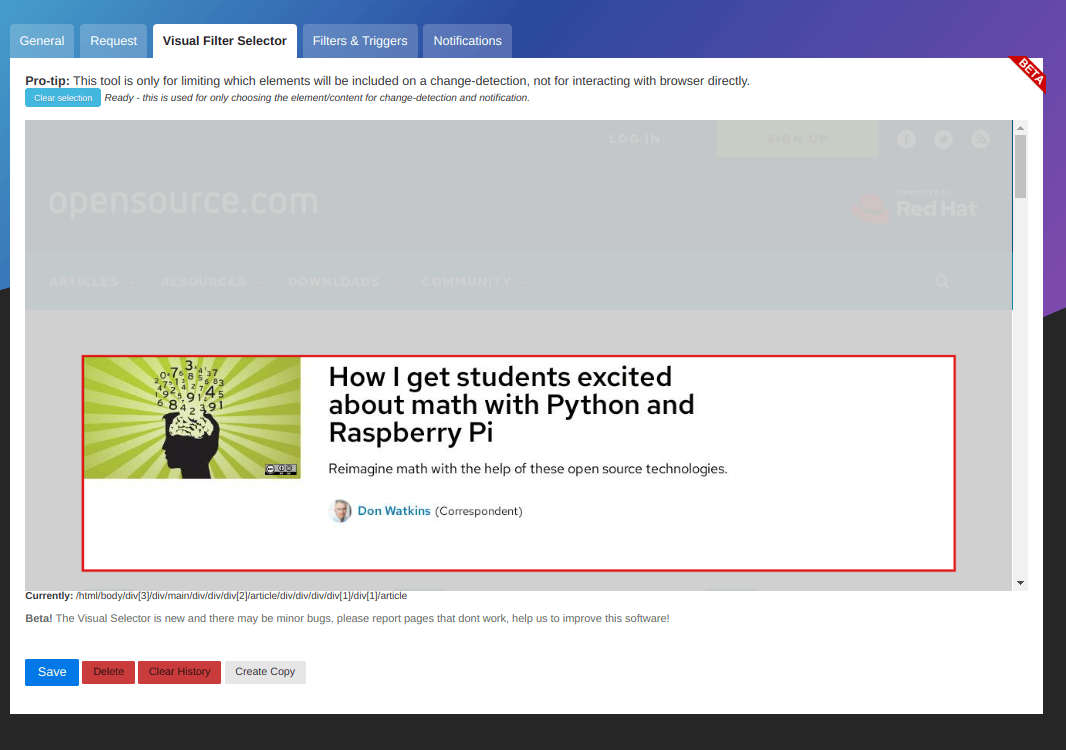 General
Request
Visual Filter Selector
Filters & Triggers
Notifications
BETA
Pro-tip: This tool is only for limiting which elements will be included on a change-detection, not for interacting with browser directly.
Clear selection
Ready - this is used for only choosing the element/content for change-detection and notification.
LOG IN
SIGN UP
opensource.com
SUPPORTED BY
Red Hat
ARTICLES
RESOURCES
DOWNLOADS
COMMUNITY
How I get students excited
about math with Python and
Raspberry Pi
Reimagine math with the help of these open source technologies.
Don Watkins (Correspondent)
Currently: /html/body/div[3]/div/main/div/div/div[2]/article/div/div/div/div[1]/div[1]/article
Beta! The Visual Selector is new and there may be minor bugs, please report pages that dont work, help us to improve this software!
Save
Delete
Clear History
Create Copy